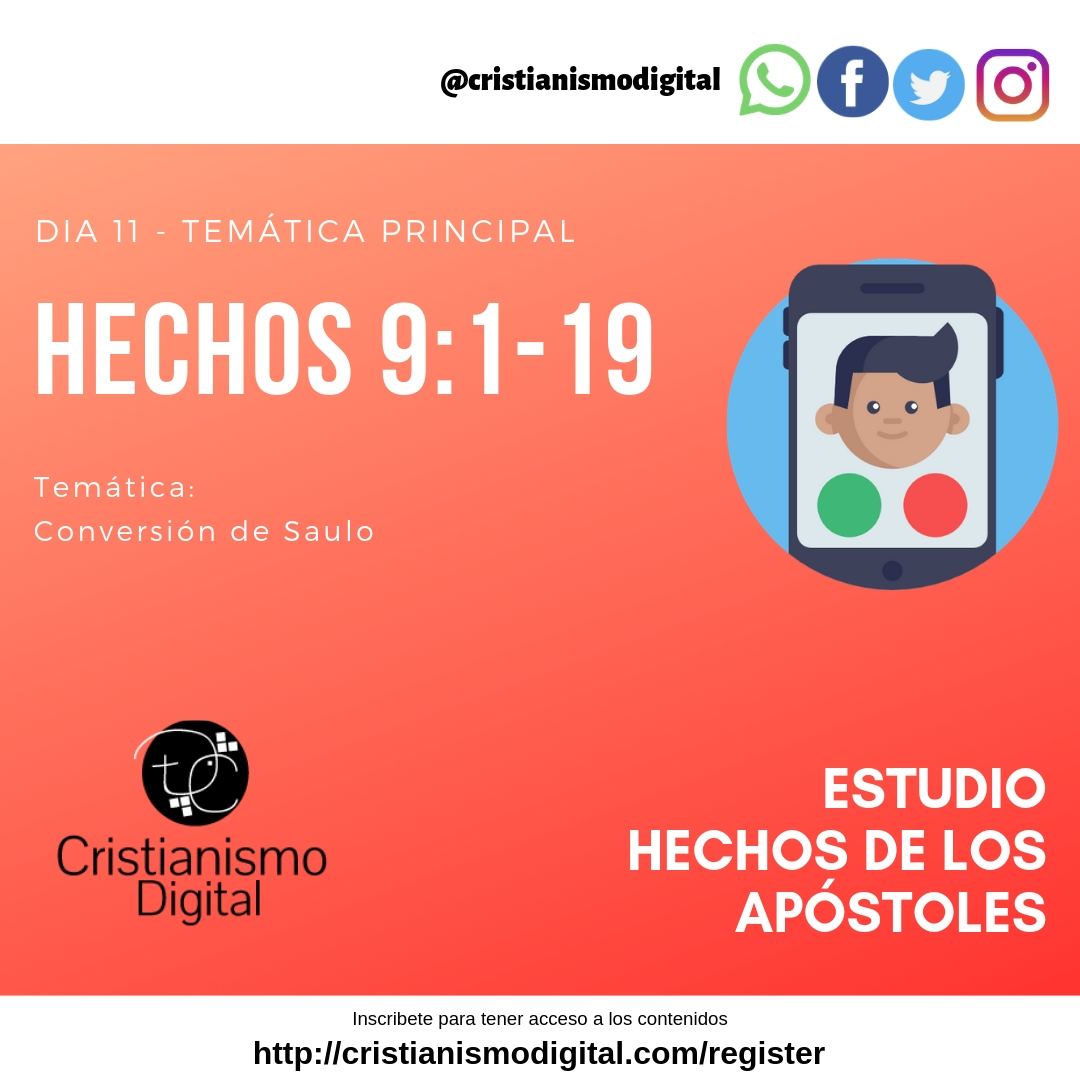 @cristianismodigital
DIA 11 - TEMÁTICA PRINCIPAL
HECHOS 9:1-19
Temática:
Conversión de Saulo
Cristianismo
Digital
ESTUDIO
HECHOS DE LOS
APÓSTOLES
Inscribete para tener acceso a los contenidos
http://cristianismodigital.com/register